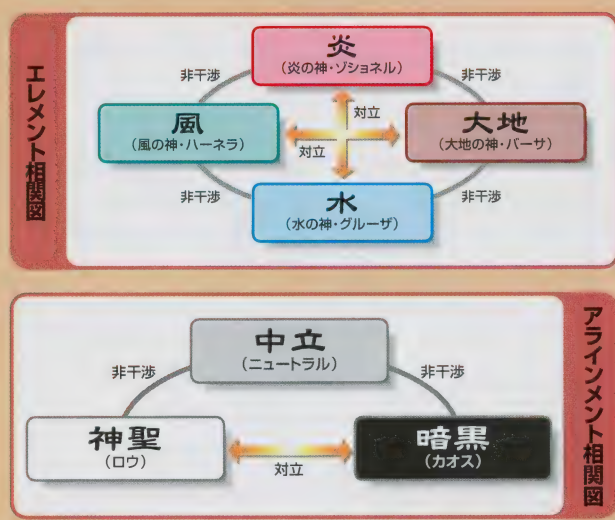 エレメント相関図
炎
(炎の神・ゾショネル)
非干渉
非干渉
対立
風
(風の神・ハーネラ)
大地
(大地の神・バーサ)
対立
非干渉
非干渉
水
(水の神・グルーザ)
アラインメント相関図
中立
(ニュートラル)
非干渉
非干渉
神聖
(ロウ)
暗黒
(カオス)
対立